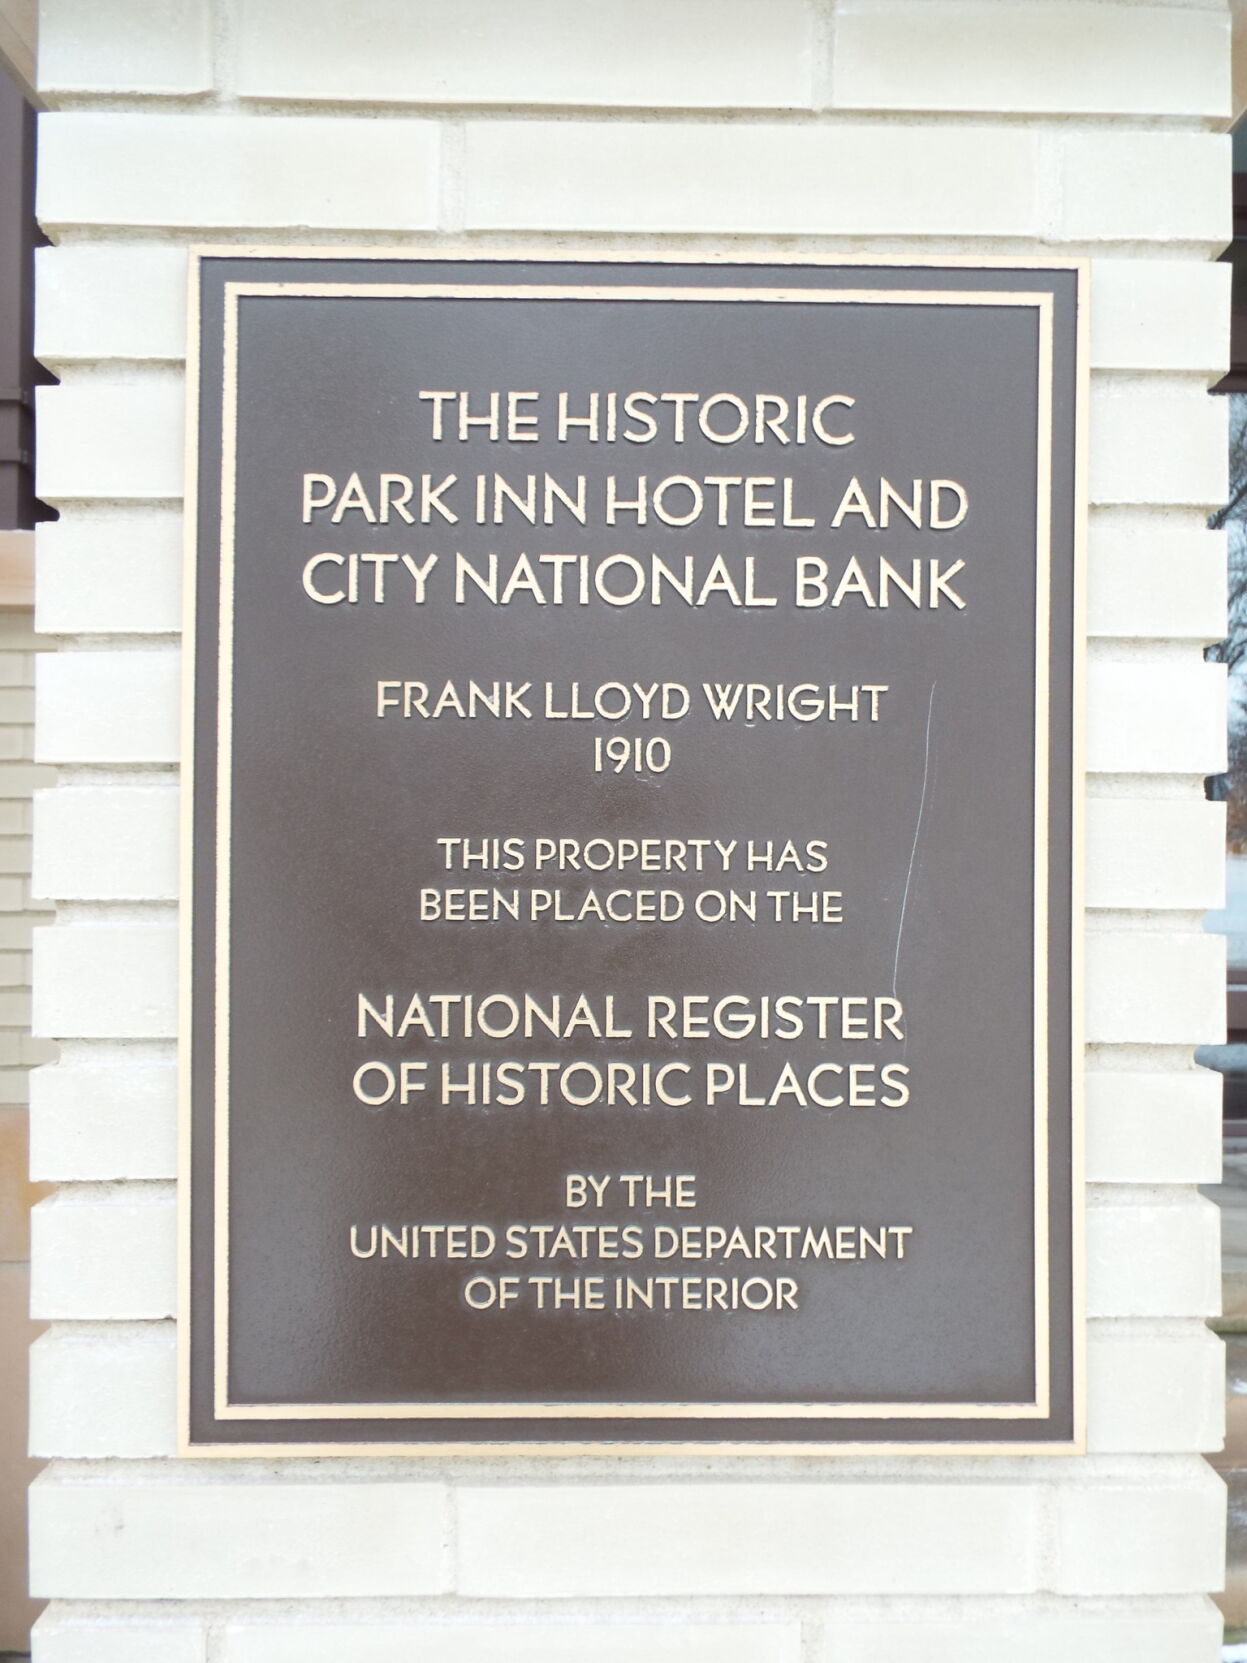 THE HISTORIC
PARK INN HOTEL AND
CITY NATIONAL BANK
FRANK LLOYD WRIGHT
1910
THIS PROPERTY HAS
BEEN PLACED ON THE
NATIONAL REGISTER
OF HISTORIC PLACES
BY THE
UNITED STATES DEPARTMENT
OF THE INTERIOR